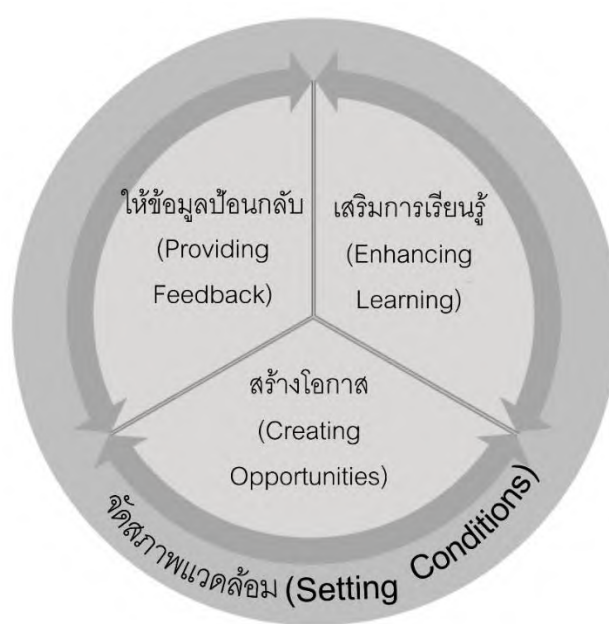 ให้ข้อมูลป้อนกลับ
(Providing
Feedback)
เสริมการเรียนรู้
(Enhancing
Learning)
สร้างโอกาส
(Creating
Opportunities)
จัดสภาพแวดล้อม (Setting Conditions)